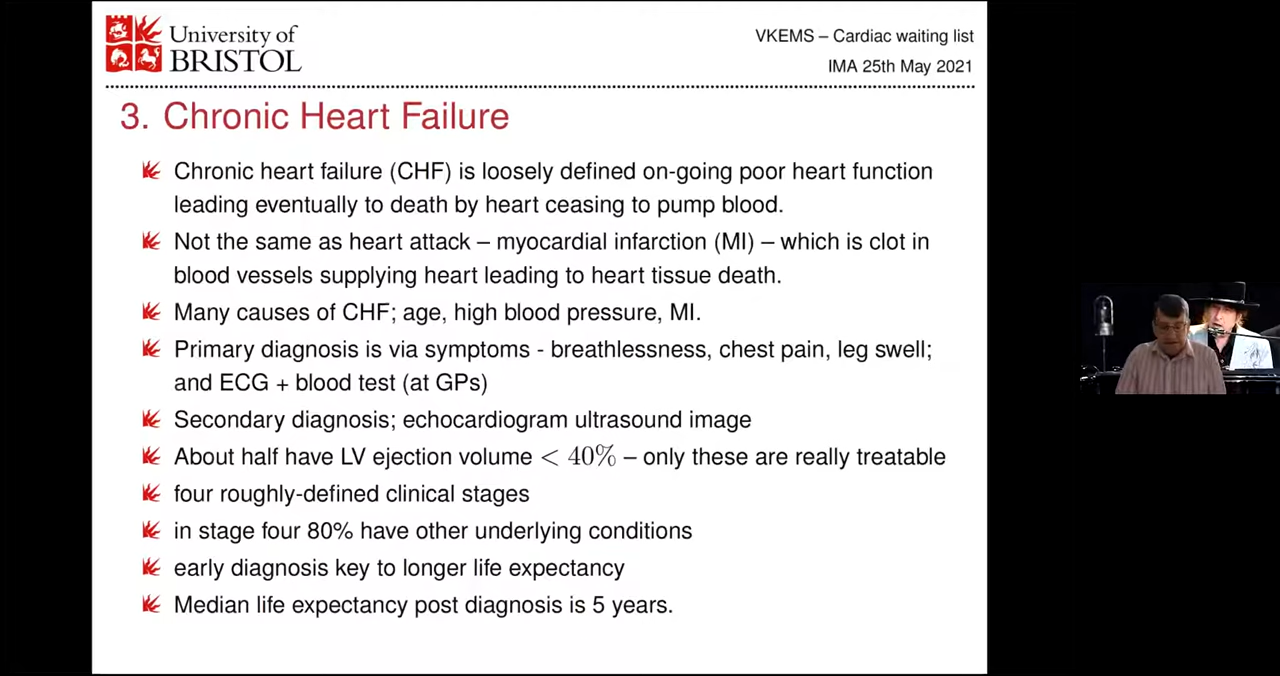 University of
BRISTOL
VKEMS – Cardiac waiting list
IMA 25th May 2021
3. Chronic Heart Failure
Chronic heart failure (CHF) is loosely defined on-going poor heart function
leading eventually to death by heart ceasing to pump blood.
Not the same as heart attack – myocardial infarction (MI) – which is clot in
blood vessels supplying heart leading to heart tissue death.
Many causes of CHF; age, high blood pressure, MI.
Primary diagnosis is via symptoms - breathlessness, chest pain, leg swell;
and ECG + blood test (at GPs)
Secondary diagnosis; echocardiogram ultrasound image
About half have LV ejection volume < 40% – only these are really treatable
four roughly-defined clinical stages
in stage four 80% have other underlying conditions
early diagnosis key to longer life expectancy
Median life expectancy post diagnosis is 5 years.